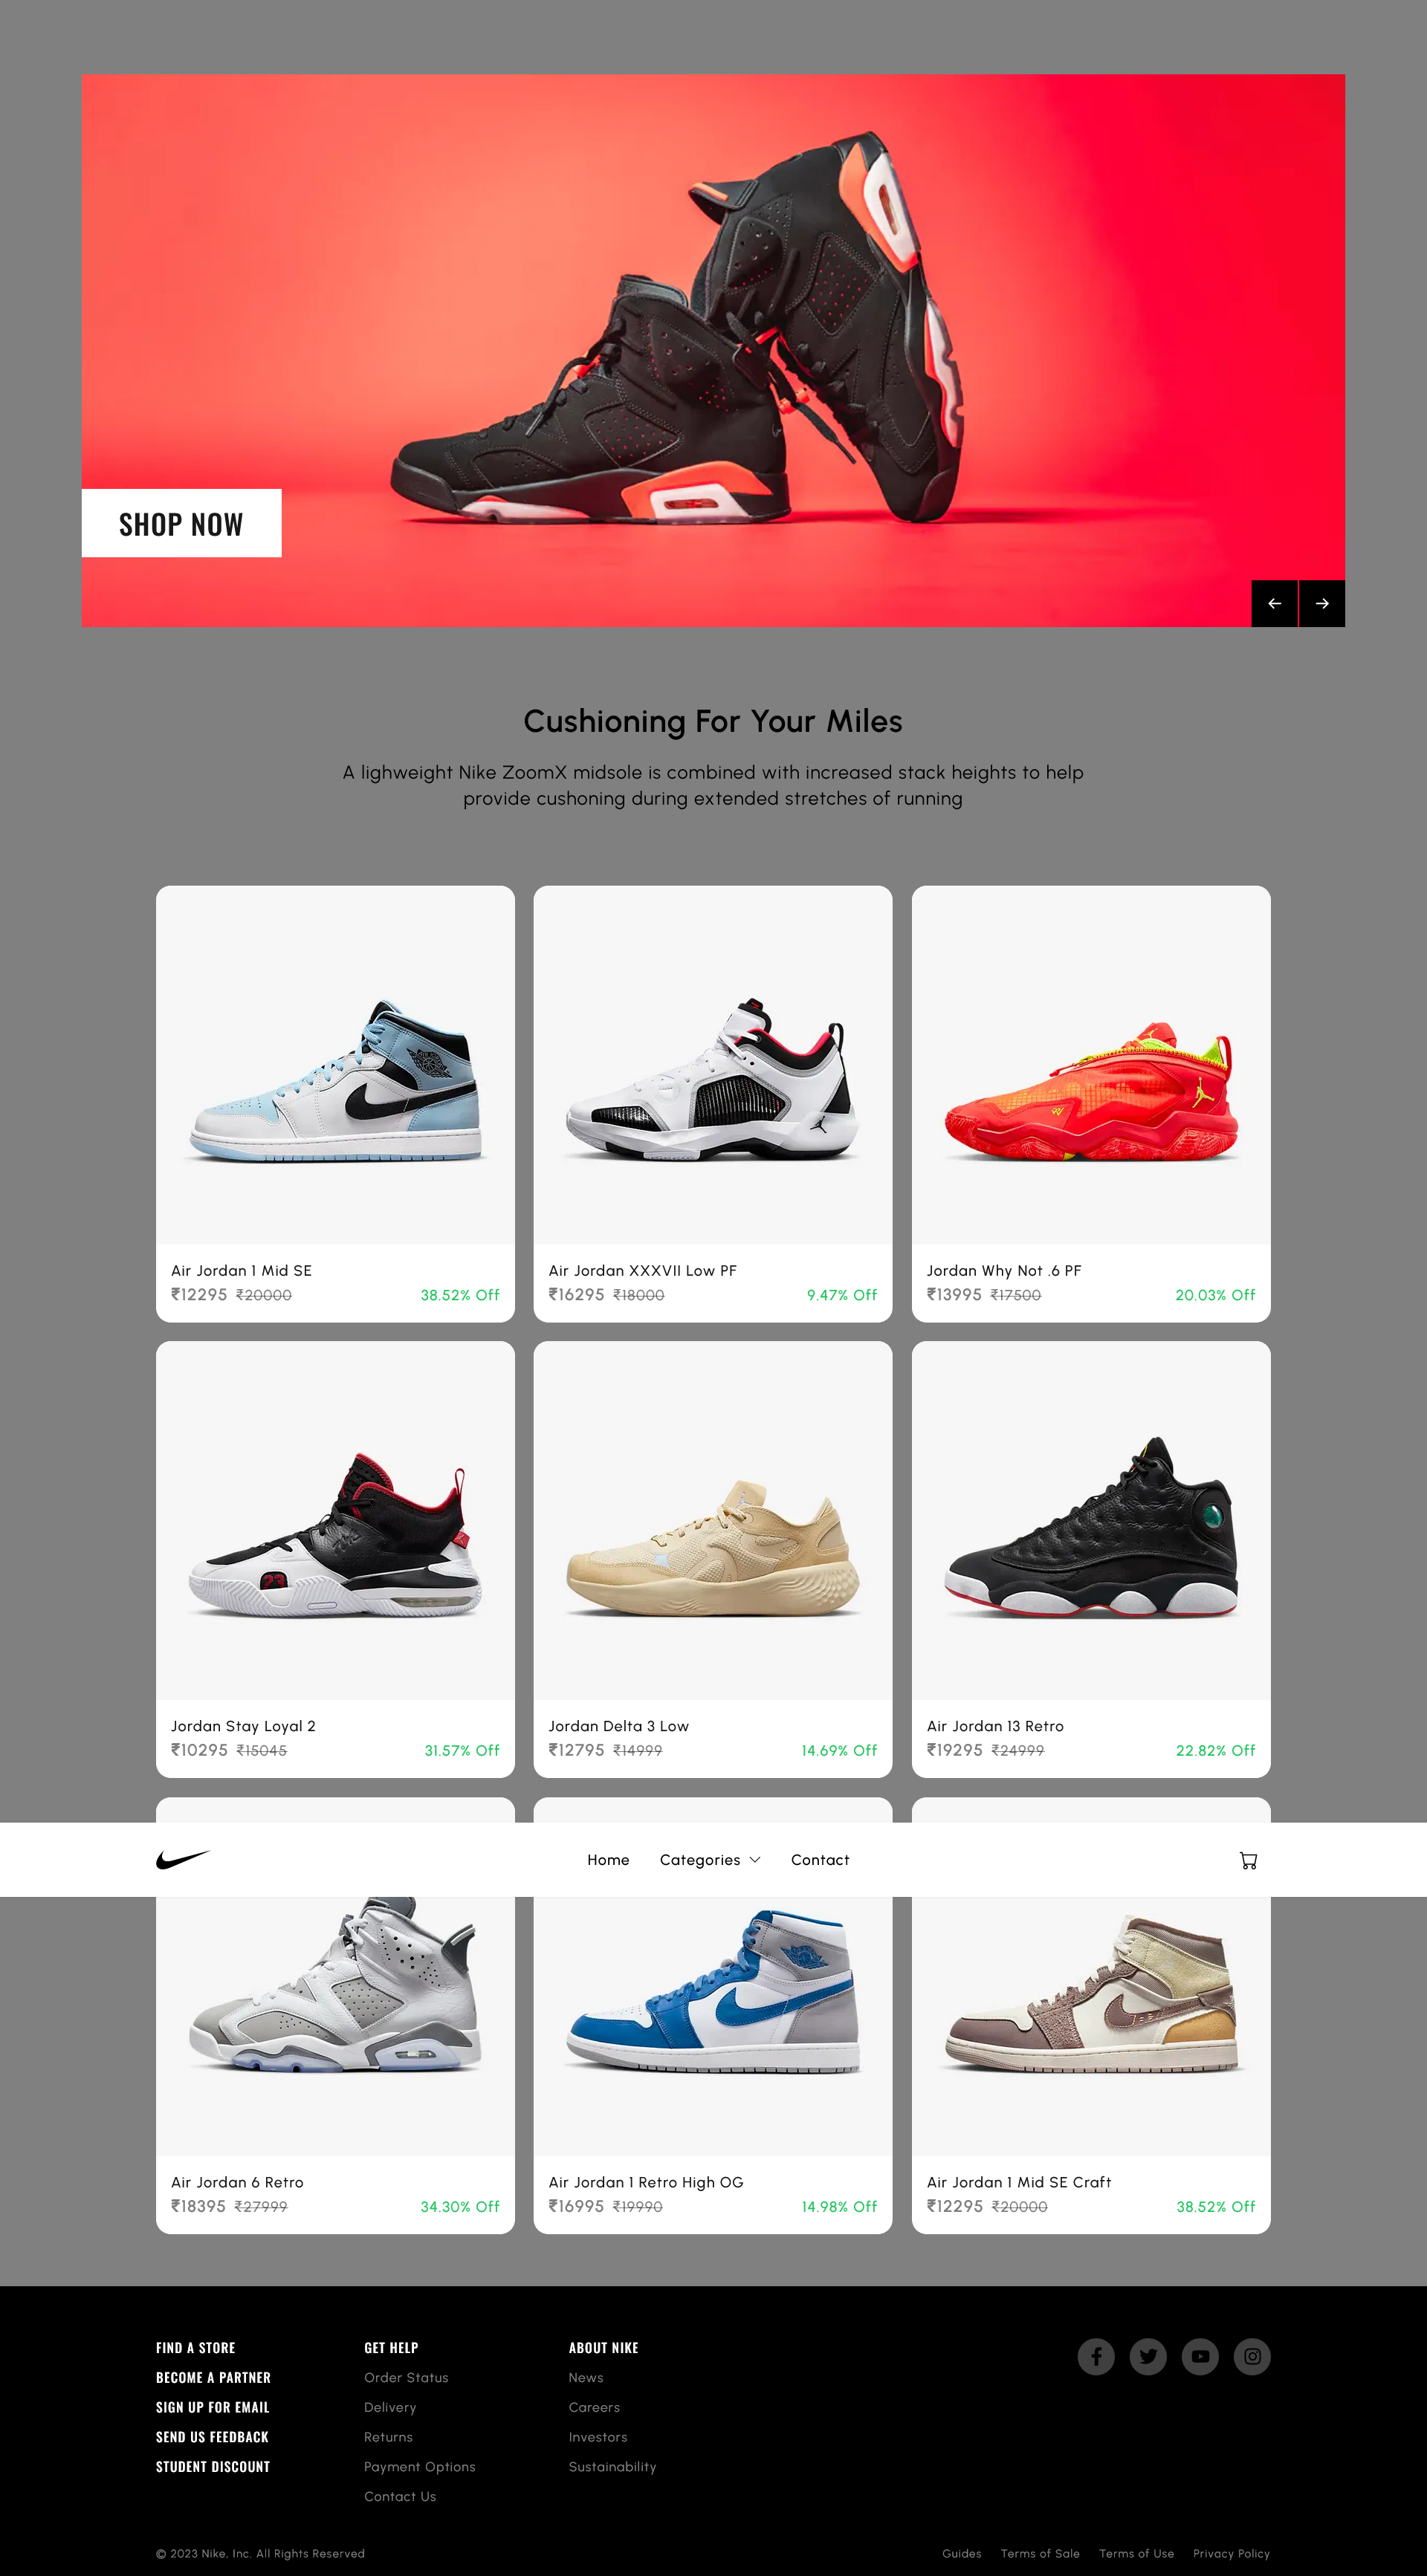 SHOP NOW
Cushioning For Your Miles
A lighweight Nike ZoomX midsole is combined with increased stack heights to help
provide cushoning during extended stretches of running
Air Jordan 1 Mid SE
₹12295 ₹20000 38.52% Off
Air Jordan XXXVII Low PF
₹16295 ₹18000 9.47% Off
Jordan Why Not .6 PF
₹13995 ₹17500 20.03% Off
Jordan Stay Loyal 2
₹10295 ₹15045 31.57% Off
Jordan Delta 3 Low
₹12795 ₹14999 14.69% Off
Air Jordan 13 Retro
₹19295 ₹24999 22.82% Off
Home Categories Contact
Air Jordan 6 Retro
₹18395 ₹27999 34.30% Off
Air Jordan 1 Retro High OG
₹16995 ₹19990 14.98% Off
Air Jordan 1 Mid SE Craft
₹12295 ₹20000 38.52% Off
FIND A STORE
BECOME A PARTNER
SIGN UP FOR EMAIL
SEND US FEEDBACK
STUDENT DISCOUNT
GET HELP
Order Status
Delivery
Returns
Payment Options
Contact Us
ABOUT NIKE
News
Careers
Investors
Sustainability
© 2023 Nike, Inc. All Rights Reserved
Guides Terms of Sale Terms of Use Privacy Policy